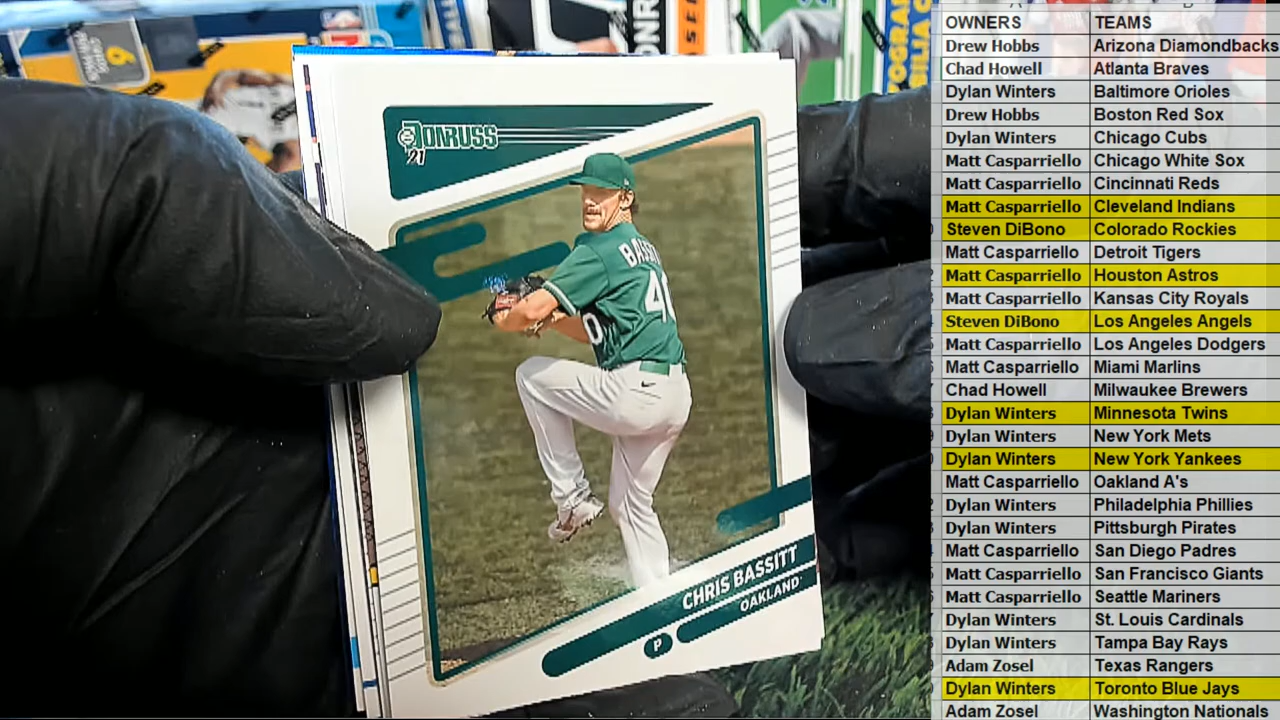 DONRUSS
21
BASSITT
40
0
CHRIS BASSITT
OAKLAND
P
OWNERS TEAMS
Drew Hobbs Arizona Diamondbacks
Chad Howell Atlanta Braves
Dylan Winters Baltimore Orioles
Drew Hobbs Boston Red Sox
Dylan Winters Chicago Cubs
Matt Casparriello Chicago White Sox
Matt Casparriello Cincinnati Reds
Matt Casparriello Cleveland Indians
Steven DiBono Colorado Rockies
Matt Casparriello Detroit Tigers
Matt Casparriello Houston Astros
Matt Casparriello Kansas City Royals
Steven DiBono Los Angeles Angels
Matt Casparriello Los Angeles Dodgers
Matt Casparriello Miami Marlins
Chad Howell Milwaukee Brewers
Dylan Winters Minnesota Twins
Dylan Winters New York Mets
Dylan Winters New York Yankees
Matt Casparriello Oakland A's
Dylan Winters Philadelphia Phillies
Dylan Winters Pittsburgh Pirates
Matt Casparriello San Diego Padres
Matt Casparriello San Francisco Giants
Matt Casparriello Seattle Mariners
Dylan Winters St. Louis Cardinals
Dylan Winters Tampa Bay Rays
Adam Zosel Texas Rangers
Dylan Winters Toronto Blue Jays
Adam Zosel Washington Nationals